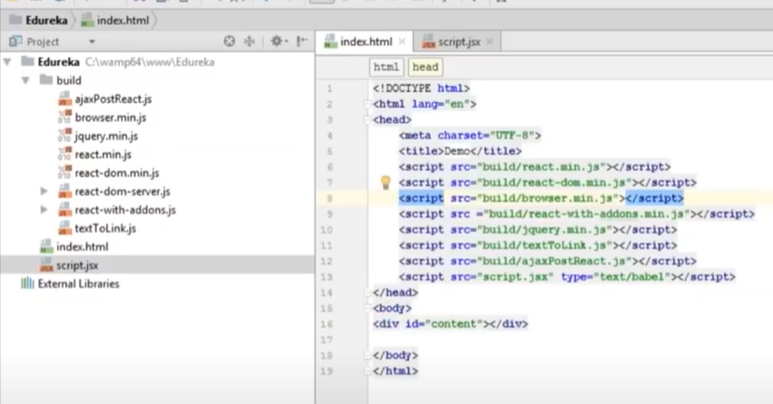 Edureka index.html
Project
index.html script.jsx
Edureka C:\wamp64\www\Edureka
build
ajaxPostReact.js
browser.min.js
jquery.min.js
react.min.js
react-dom.min.js
react-dom-server.js
react-with-addons.js
textToLink.js
index.html
script.jsx
External Libraries
html head
1 <!DOCTYPE html>
2 <html lang="en">
3 <head>
4 <meta charset="UTF-8">
5 <title>Demo</title>
6 <script src="build/react.min.js"></script>
7 <script src="build/react-dom.min.js"></script>
8 <script src="build/browser.min.js"></script>
9 <script src ="build/react-with-addons.min.js"></script>
10 <script src="build/jquery.min.js"></script>
11 <script src="build/textToLink.js"></script>
12 <script src="build/ajaxPostReact.js"></script>
13 <script src="script.jsx" type="text/babel"></script>
14 </head>
15 <body>
16 <div id="content"></div>
17
18 </body>
19 </html>